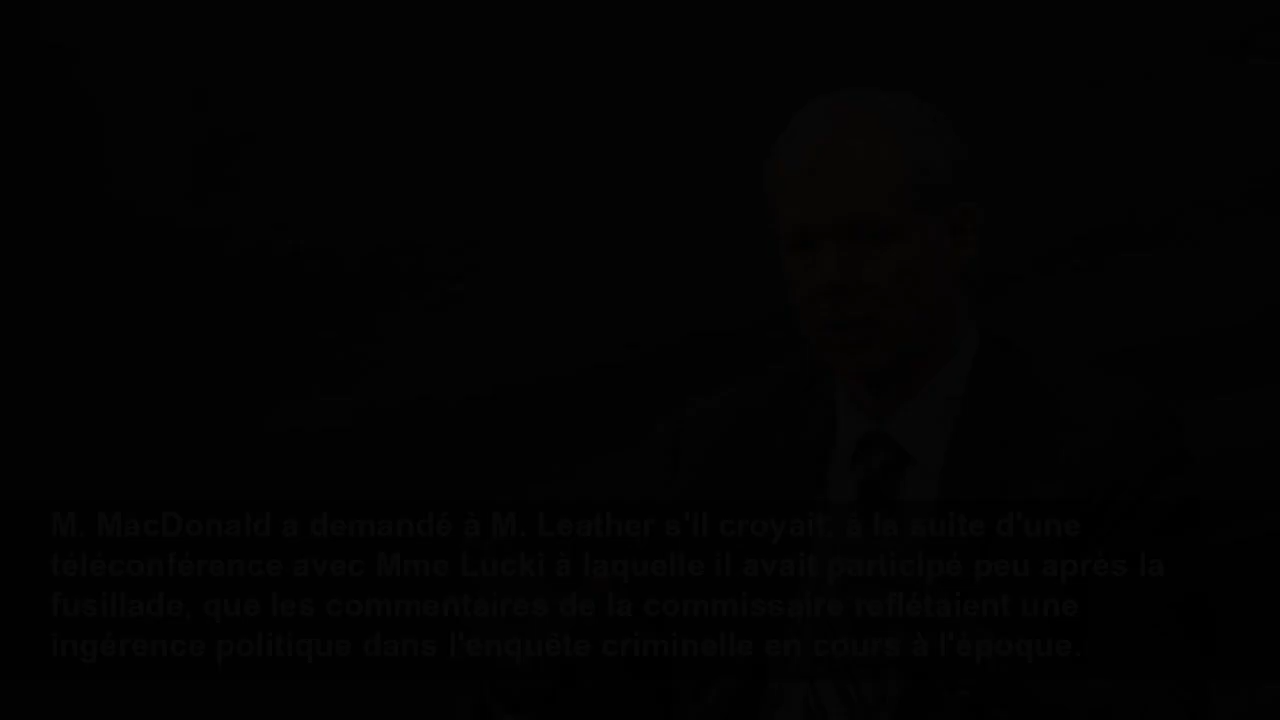 M. MacDonald a demandé à M. Leather s'il croyait, à la suite d'une
téléconférence avec Mme Lucki à laquelle il avait participé peu après la
fusillade, que les commentaires de la commissaire reflétaient une
ingérence politique dans l'enquête criminelle en cours à l'époque.